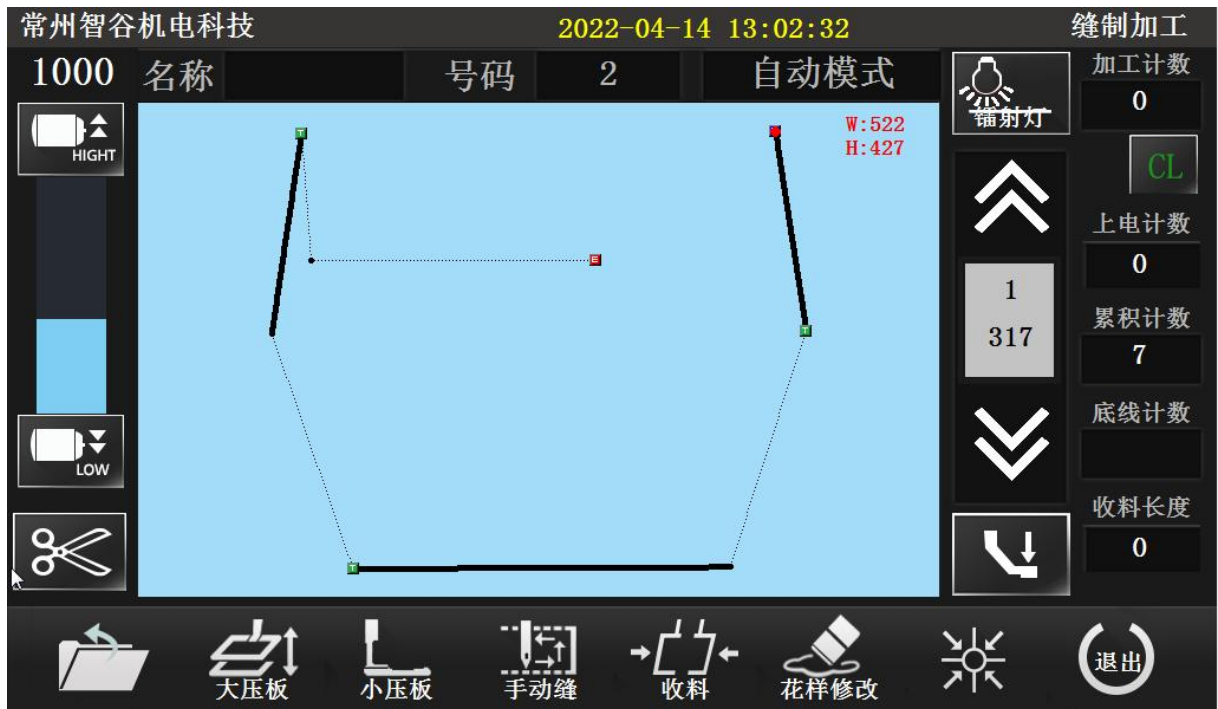 常州智谷机电科技 2022-04-14 13:02:32 缝制加工
1000 名称 号码 2 自动模式
加工计数
0
镭射灯
HIGHT
W:522
H:427
CL
T
T
T
E
上电计数
0
1
317
累积计数
7
底线计数
LOW
收料长度
0
大压板 小压板 手动缝 收料 花样修改 退出